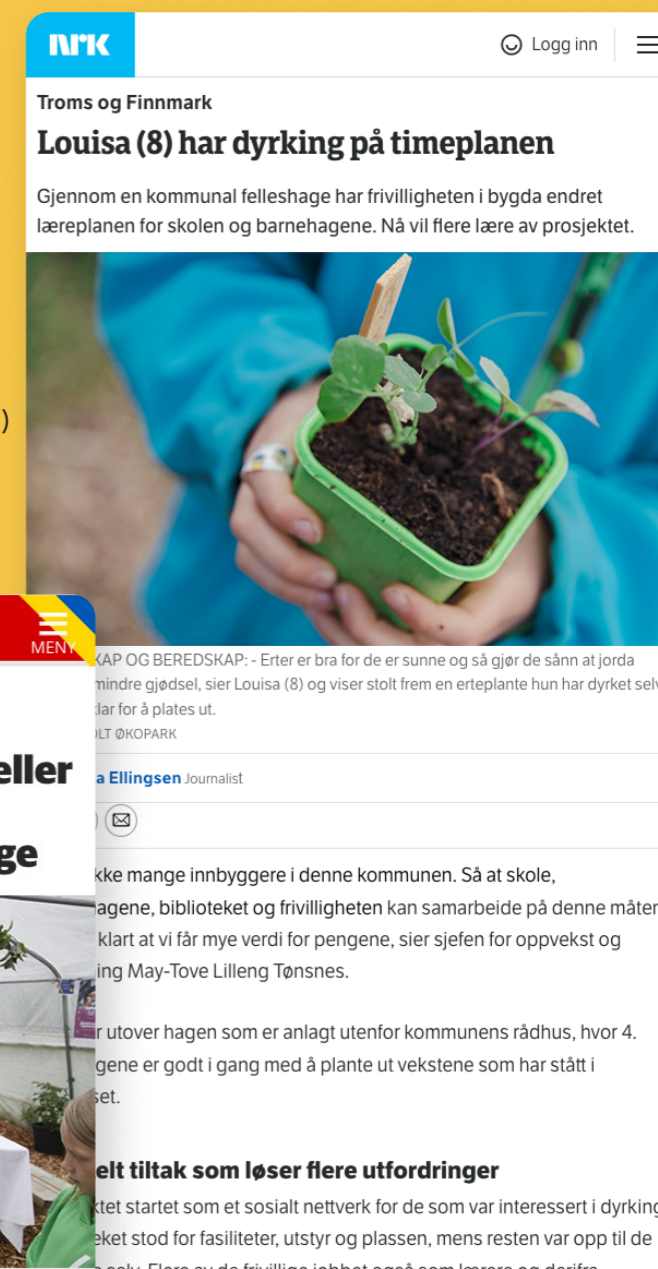 nrk
Logg inn
Troms og Finnmark
Louisa (8) har dyrking på timeplanen
Gjennom en kommunal felleshage har frivilligheten i bygda endret
læreplanen for skolen og barnehagene. Nå vil flere lære av prosjektet.
)
MENY
KAP OG BEREDSKAP: - Erter er bra for de er sunne og så gjør de sånn at jorda
mindre gjødsel, sier Louisa (8) og viser stolt frem en erteplante hun har dyrket selv
klar for å plates ut.
OLT ØKOPARK
eller
a Ellingsen Journalist
ge
kke mange innbyggere i denne kommunen. Så at skole,
agene, biblioteket og frivilligheten kan samarbeide på denne måten
klart at vi får mye verdi for pengene, sier sjefen for oppvekst og
ing May-Tove Lilleng Tønsnes.
r utover hagen som er anlagt utenfor kommunens rådhus, hvor 4.
gene er godt i gang med å plante ut vekstene som har stått i
set.
elt tiltak som løser flere utfordringer
ktet startet som et sosialt nettverk for de som var interessert i dyrking
eket stod for fasiliteter, utstyr og plassen, mens resten var opp til de